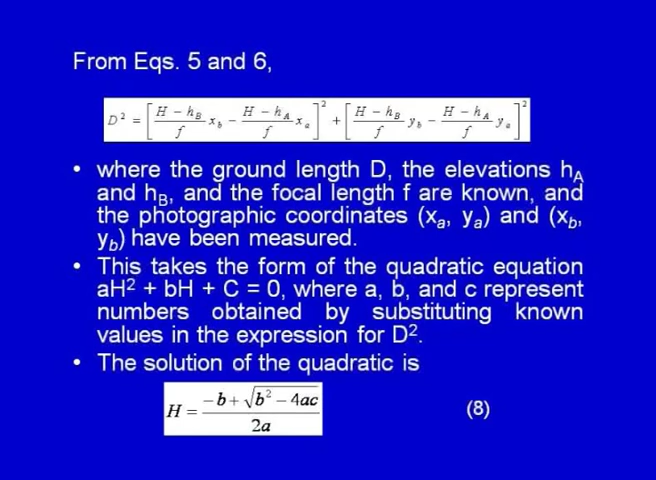 From Eqs. 5 and 6,
D² = [ (H − h_B)/f x_b − (H − h_A)/f x_a ]² + [ (H − h_B)/f y_b − (H − h_A)/f y_a ]²
• where the ground length D, the elevations h_A
and h_B, and the focal length f are known, and
the photographic coordinates (x_a, y_a) and (x_b,
y_b) have been measured.
• This takes the form of the quadratic equation
aH² + bH + C = 0, where a, b, and c represent
numbers obtained by substituting known
values in the expression for D².
• The solution of the quadratic is
H = (−b + √(b² − 4ac)) / 2a (8)